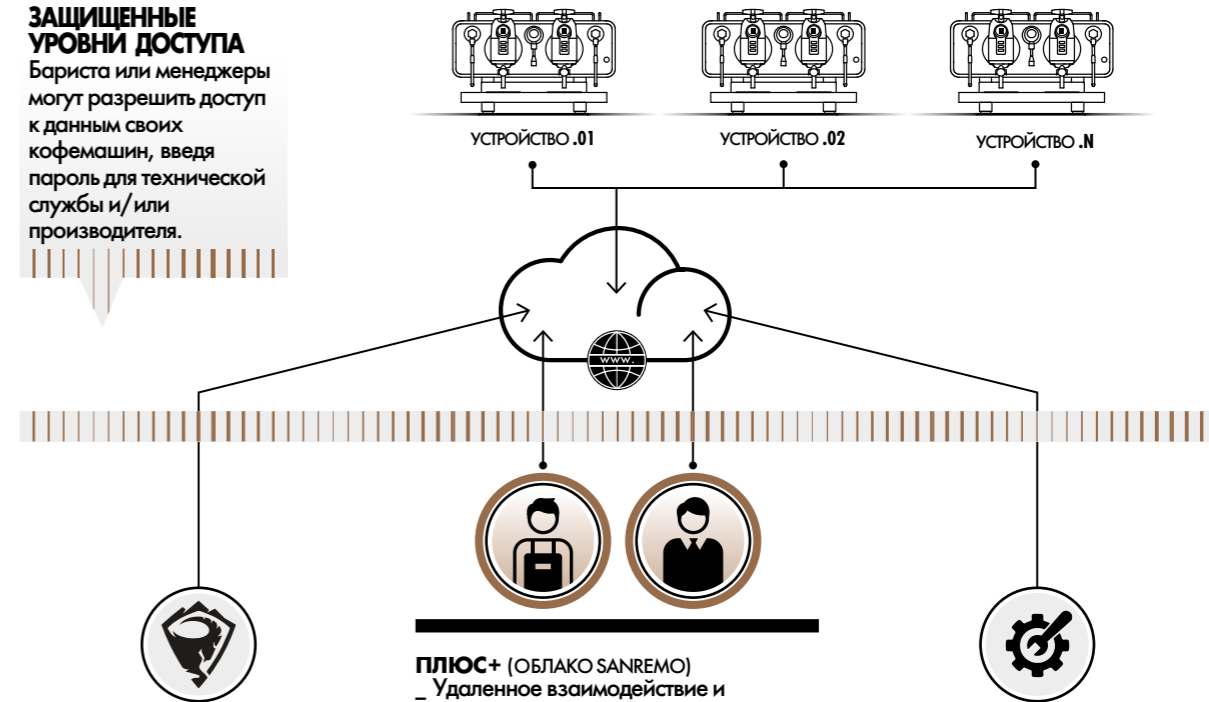 ЗАЩИЩЕННЫЕ
УРОВНИ ДОСТУПА
Бариста или менеджеры
могут разрешить доступ
к данным своих
кофемашин, введя
пароль для технической
службы и/или
производителя.
УСТРОЙСТВО .01
УСТРОЙСТВО .02
УСТРОЙСТВО .N
www.
ПЛЮС+ (ОБЛАКО SANREMO)
_ Удаленное взаимодействие и